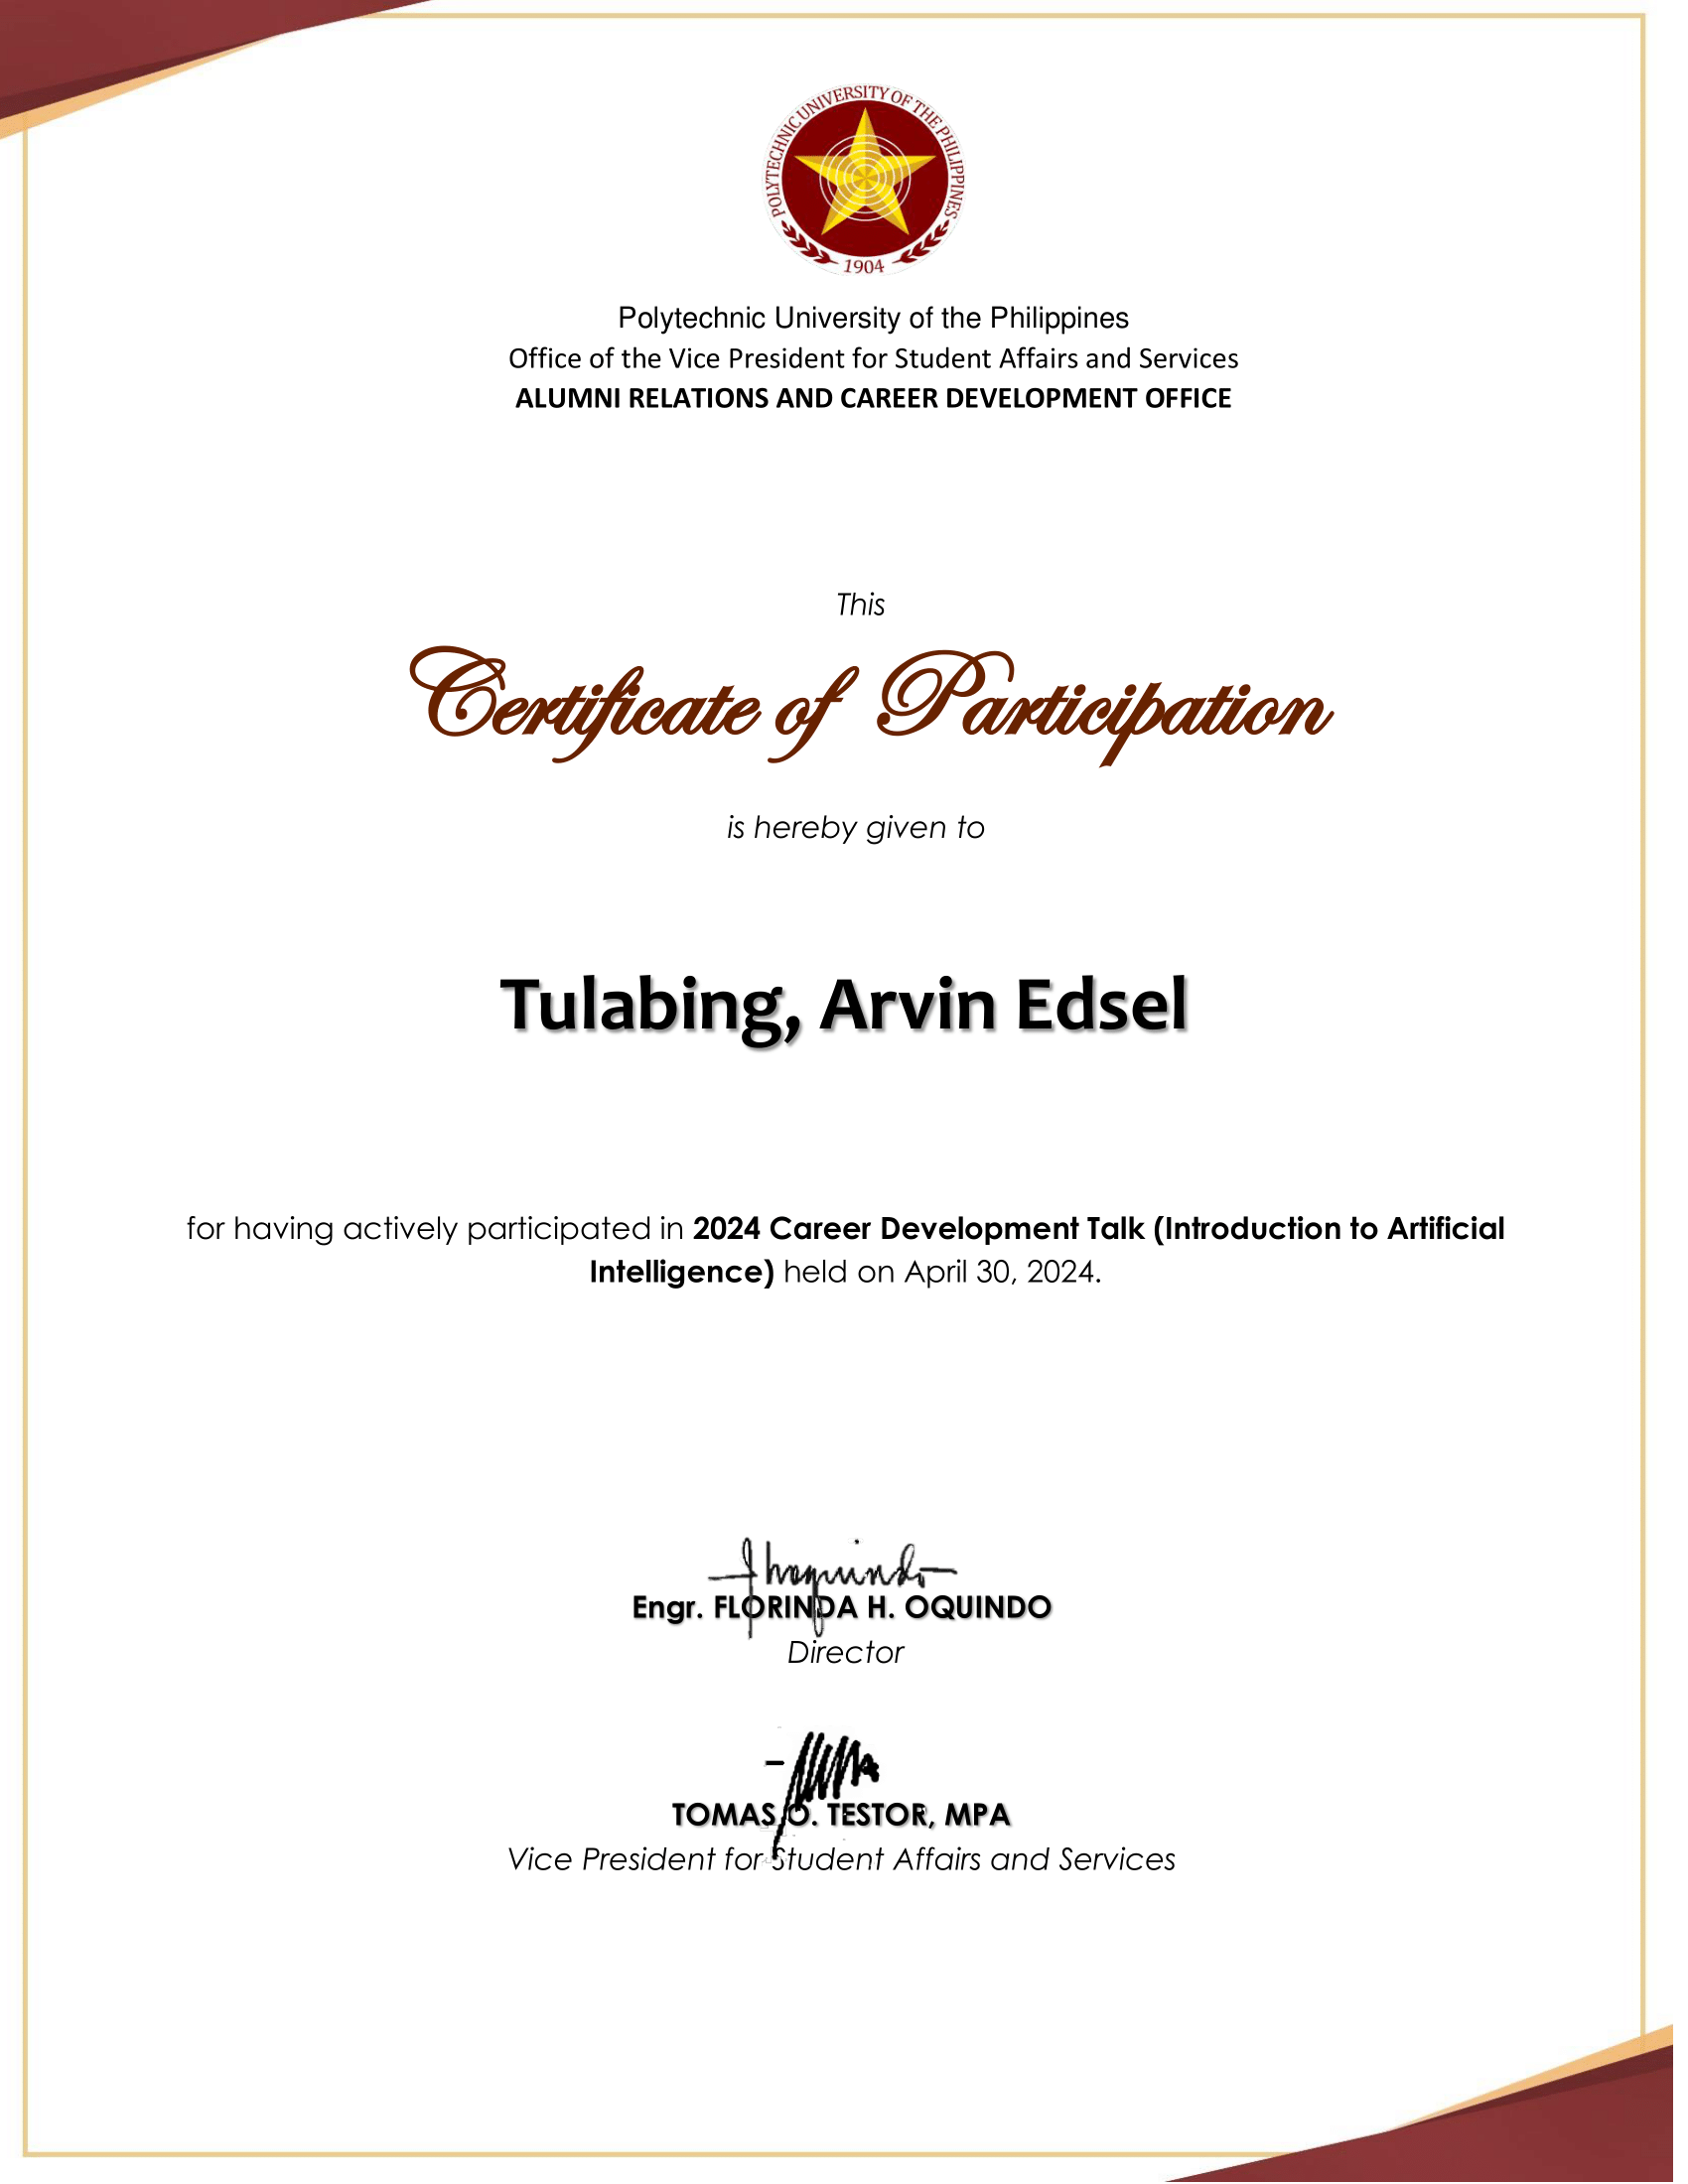 POLYTECHNIC UNIVERSITY OF THE PHILIPPINES
1904
Polytechnic University of the Philippines
Office of the Vice President for Student Affairs and Services
ALUMNI RELATIONS AND CAREER DEVELOPMENT OFFICE
This
Certificate of Participation
is hereby given to
Tulabing, Arvin Edsel
for having actively participated in 2024 Career Development Talk (Introduction to Artificial
Intelligence) held on April 30, 2024.
Engr. FLORINDA H. OQUINDO
Director
TOMAS O. TESTOR, MPA
Vice President for Student Affairs and Services